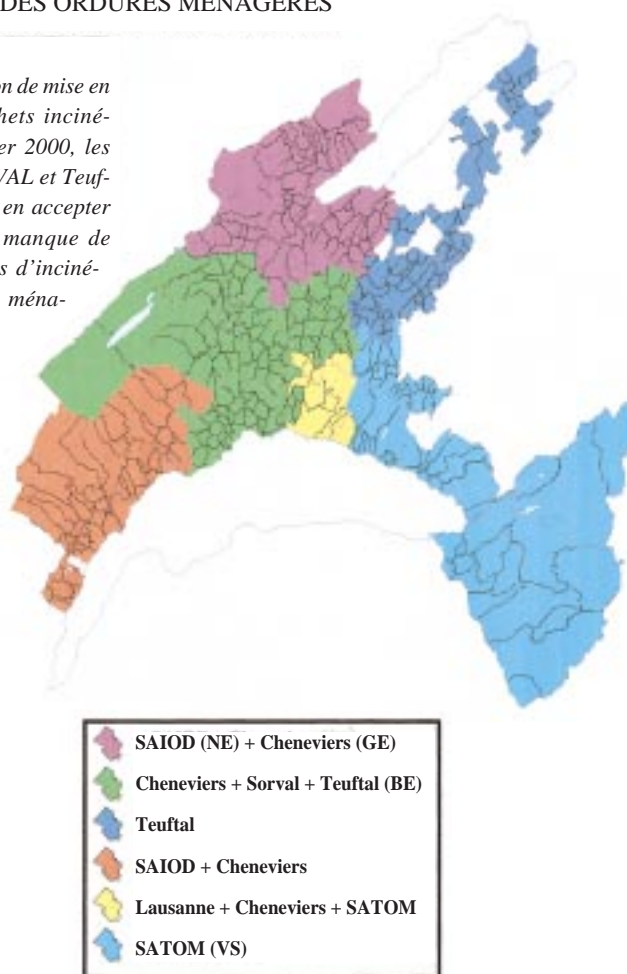 DES ORDURES MÉNAGÈRES
on de mise en
hets inciné-
er 2000, les
VAL et Teuf-
en accepter
manque de
s d'inciné-
ména-
SAIOD (NE) + Cheneviers (GE)
Cheneviers + Sorval + Teuftal (BE)
Teuftal
SAIOD + Cheneviers
Lausanne + Cheneviers + SATOM
SATOM (VS)